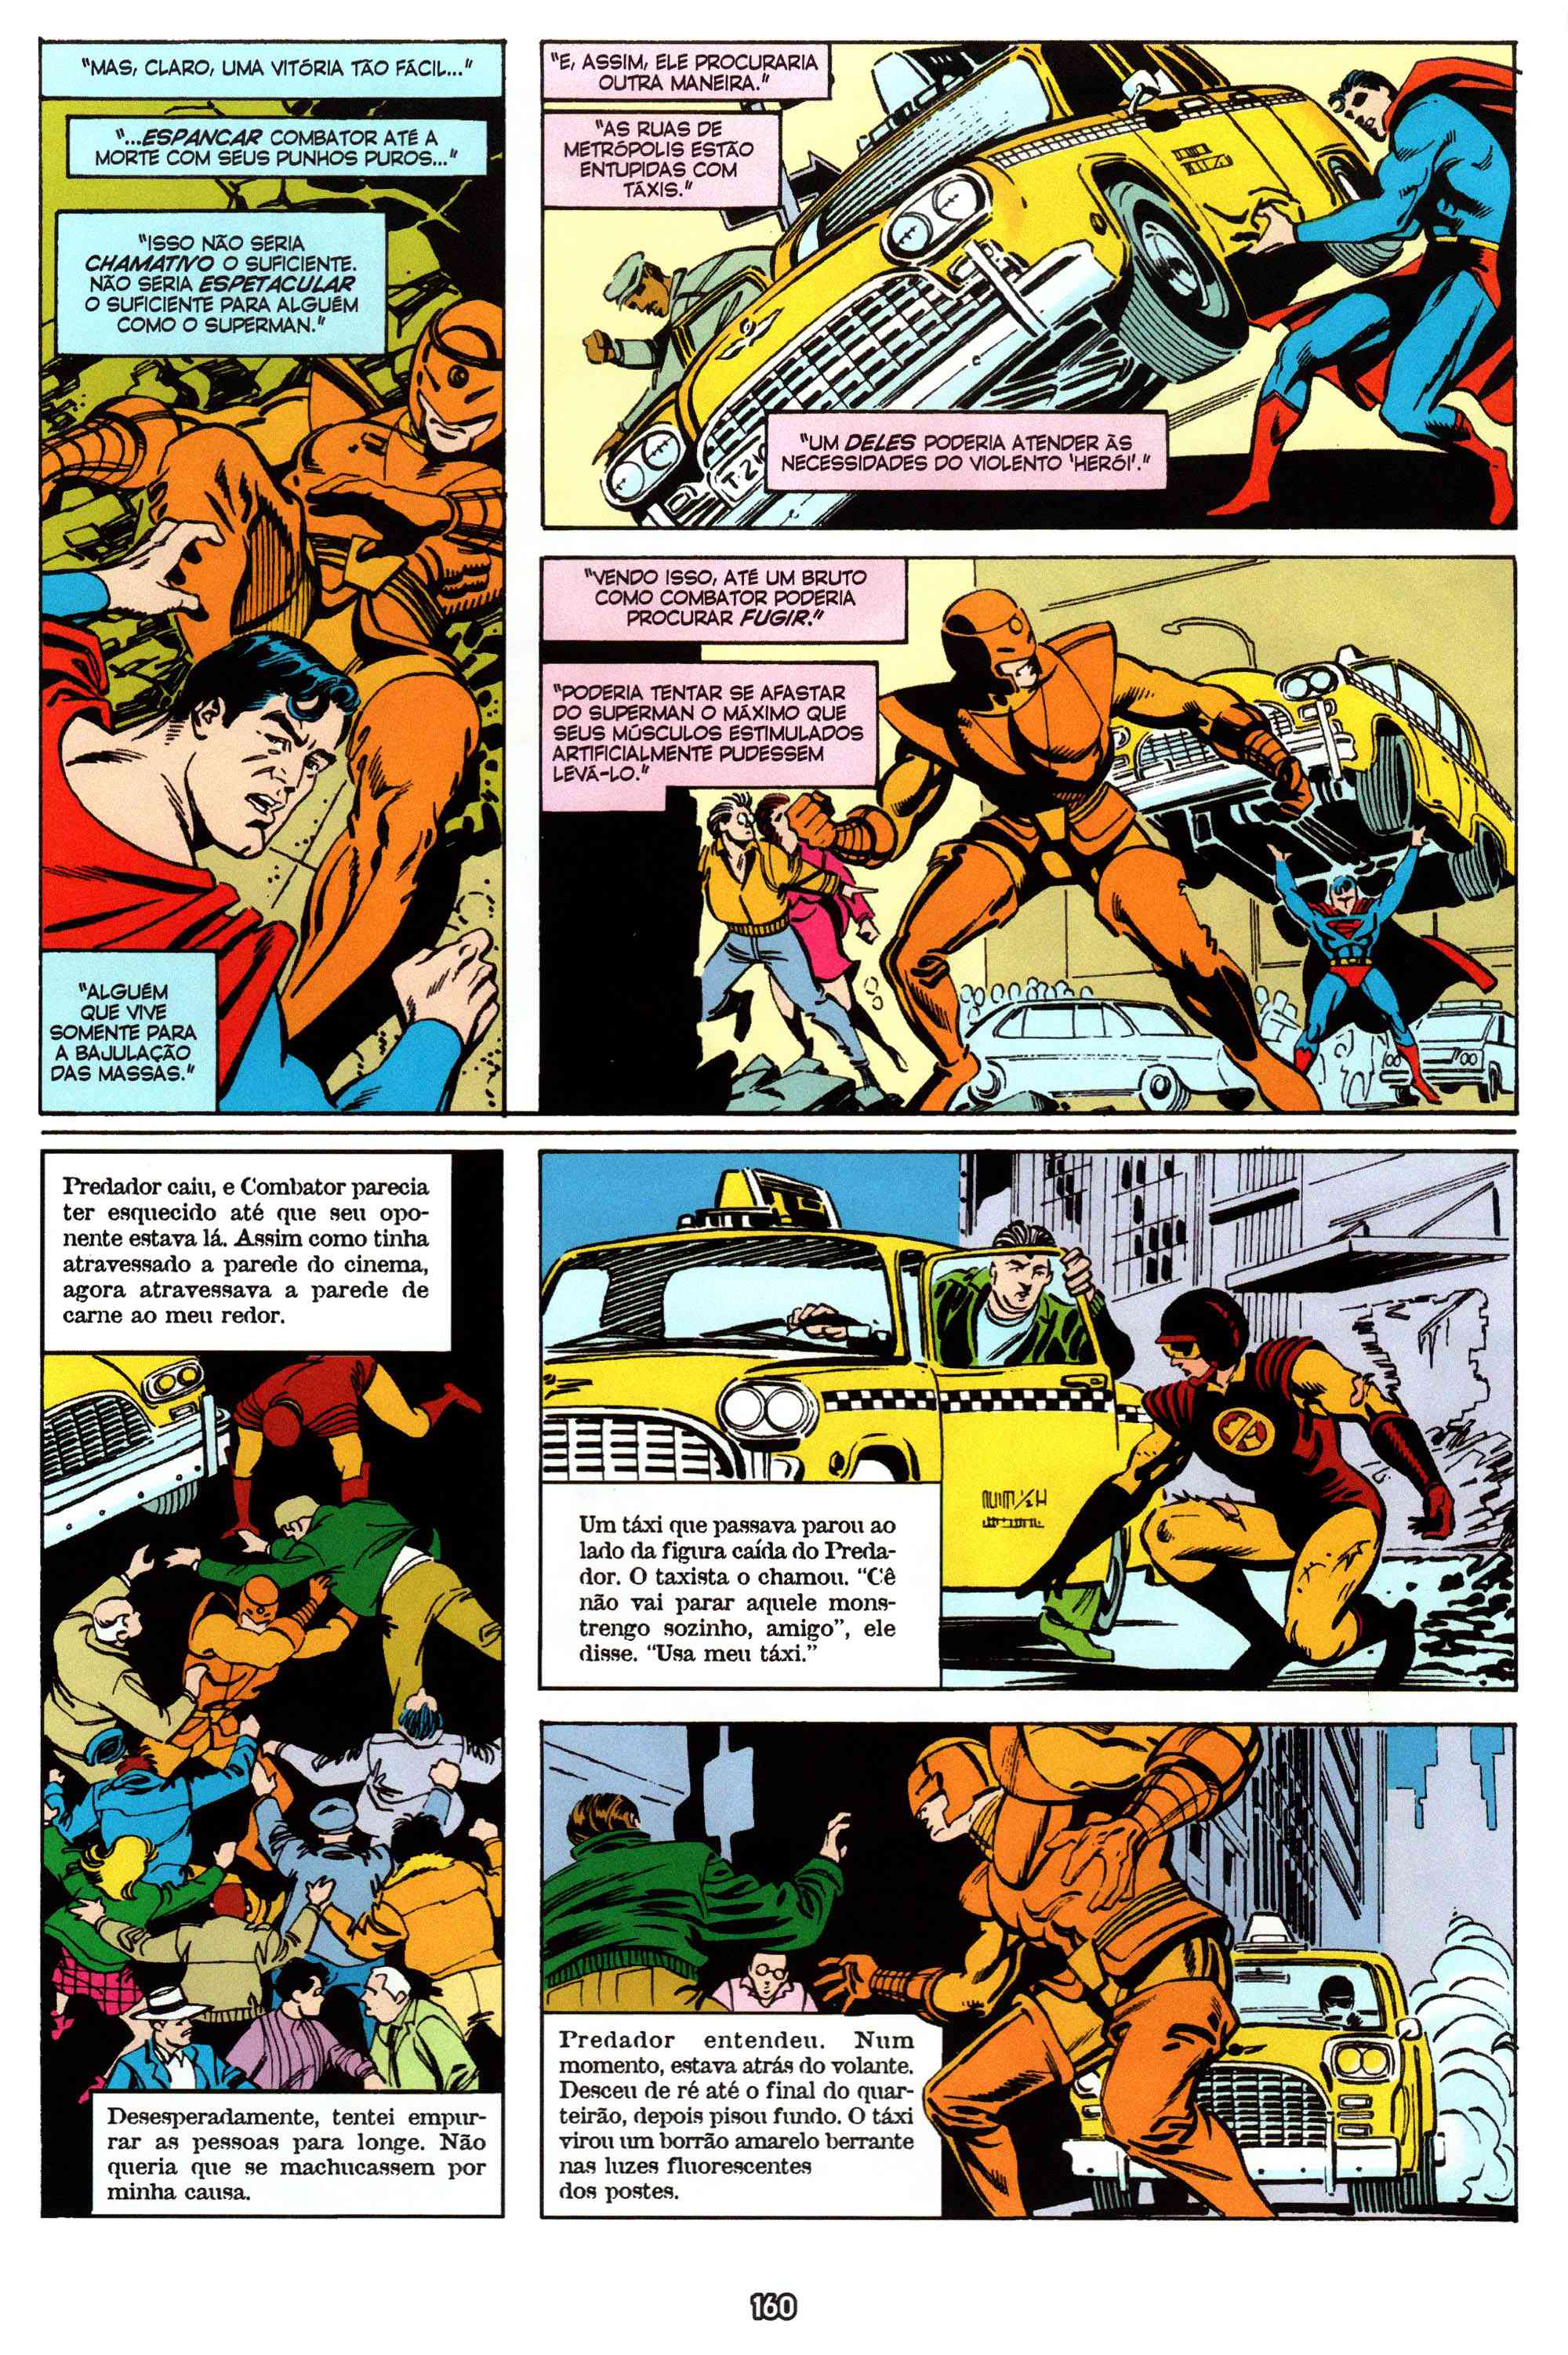 "MAS, CLARO, UMA VITÓRIA TÃO FÁCIL..."
"...ESPANCAR COMBATOR ATÉ A
MORTE COM SEUS PUNHOS PUROS..."
"ISSO NÃO SERIA
CHAMATIVO O SUFICIENTE.
NÃO SERIA ESPETACULAR
O SUFICIENTE PARA ALGUÉM
COMO O SUPERMAN."
"ALGUÉM
QUE VIVE
SOMENTE PARA
A BAJULAÇÃO
DAS MASSAS."
"E, ASSIM, ELE PROCURARIA
OUTRA MANEIRA."
"AS RUAS DE
METRÓPOLIS ESTÃO
ENTUPIDAS COM
TÁXIS."
"UM DELES PODERIA ATENDER ÀS
NECESSIDADES DO VIOLENTO 'HERÓI'."
"VENDO ISSO, ATÉ UM BRUTO
COMO COMBATOR PODERIA
PROCURAR FUGIR."
"PODERIA TENTAR SE AFASTAR
DO SUPERMAN O MÁXIMO QUE
SEUS MÚSCULOS ESTIMULADOS
ARTIFICIALMENTE PUDESSEM
LEVÁ-LO."
Predador caiu, e Combator parecia
ter esquecido até que seu opo-
nente estava lá. Assim como tinha
atravessado a parede do cinema,
agora atravessava a parede de
carne ao meu redor.
Desesperadamente, tentei empur-
rar as pessoas para longe. Não
queria que se machucassem por
minha causa.
Um táxi que passava parou ao
lado da figura caída do Preda-
dor. O taxista o chamou. "Cê
não vai parar aquele mons-
trengo sozinho, amigo", ele
disse. "Usa meu táxi."
Predador entendeu. Num
momento, estava atrás do volante.
Desceu de ré até o final do quar-
teirão, depois pisou fundo. O táxi
virou um borrão amarelo berrante
nas luzes fluorescentes
dos postes.
160